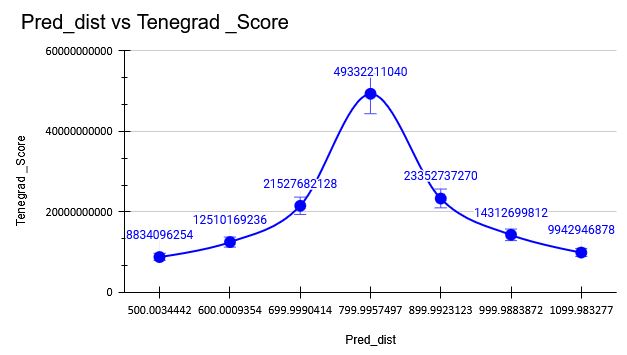 Pred_dist vs Tenegrad _Score
60000000000
49332211040
40000000000
21527682128
23352737270
20000000000
14312699812
12510169236
9942946878
8834096254
0
500.0034442 600.0009354 699.9990414 799.9957497 899.9923123 999.9883872 1099.983277
Pred_dist
Tenegrad _Score